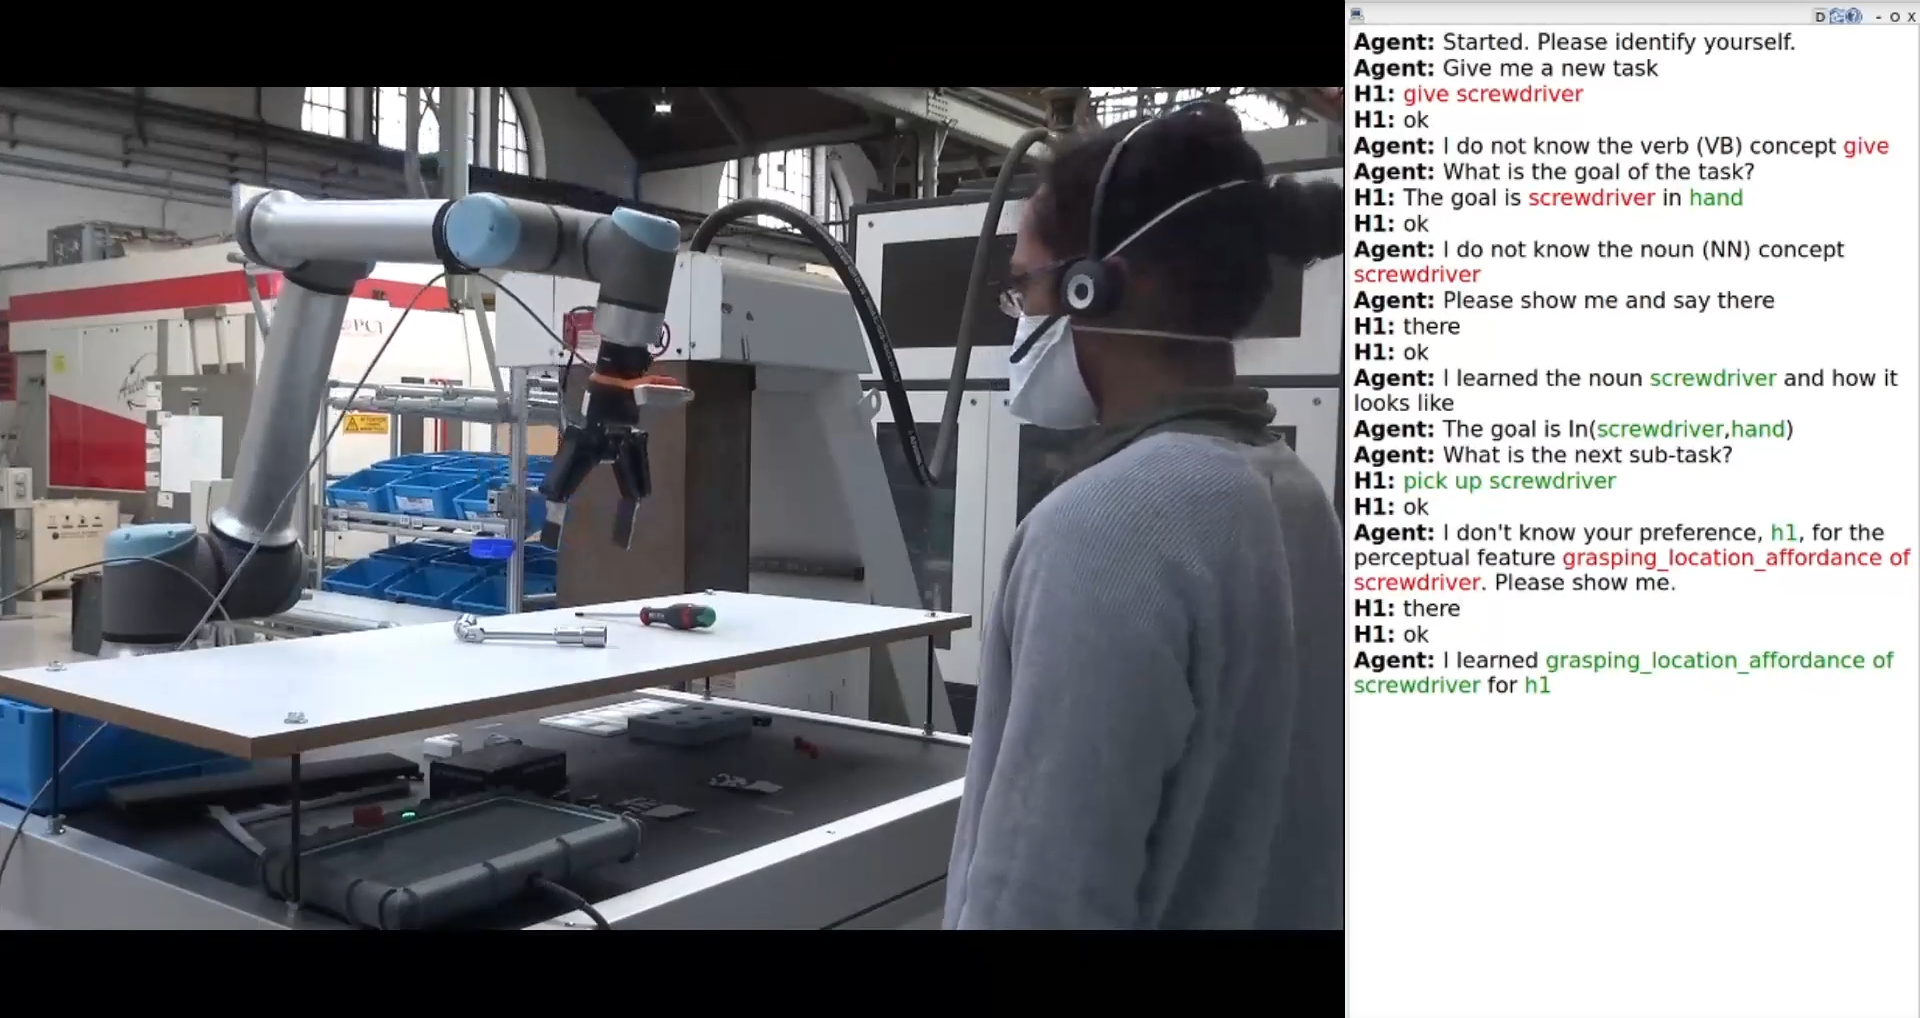 D - O X
Agent: Started. Please identify yourself.
Agent: Give me a new task
H1: give screwdriver
H1: ok
Agent: I do not know the verb (VB) concept give
Agent: What is the goal of the task?
H1: The goal is screwdriver in hand
H1: ok
Agent: I do not know the noun (NN) concept
screwdriver
Agent: Please show me and say there
H1: there
H1: ok
Agent: I learned the noun screwdriver and how it
looks like
Agent: The goal is In(screwdriver,hand)
Agent: What is the next sub-task?
H1: pick up screwdriver
H1: ok
Agent: I don't know your preference, h1, for the
perceptual feature grasping_location_affordance of
screwdriver. Please show me.
H1: there
H1: ok
Agent: I learned grasping_location_affordance of
screwdriver for h1